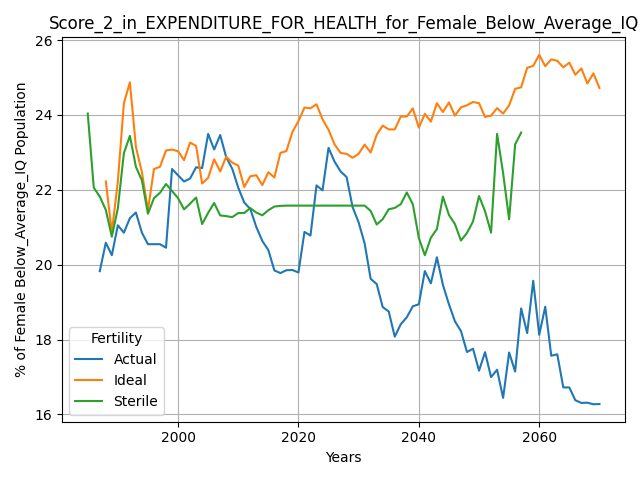 Score_2_in_EXPENDITURE_FOR_HEALTH_for_Female_Below_Average_IQ
% of Female Below_Average_IQ Population
26
24
22
20
18
16
Fertility
Actual
Ideal
Sterile
2000
2020
2040
2060
Years